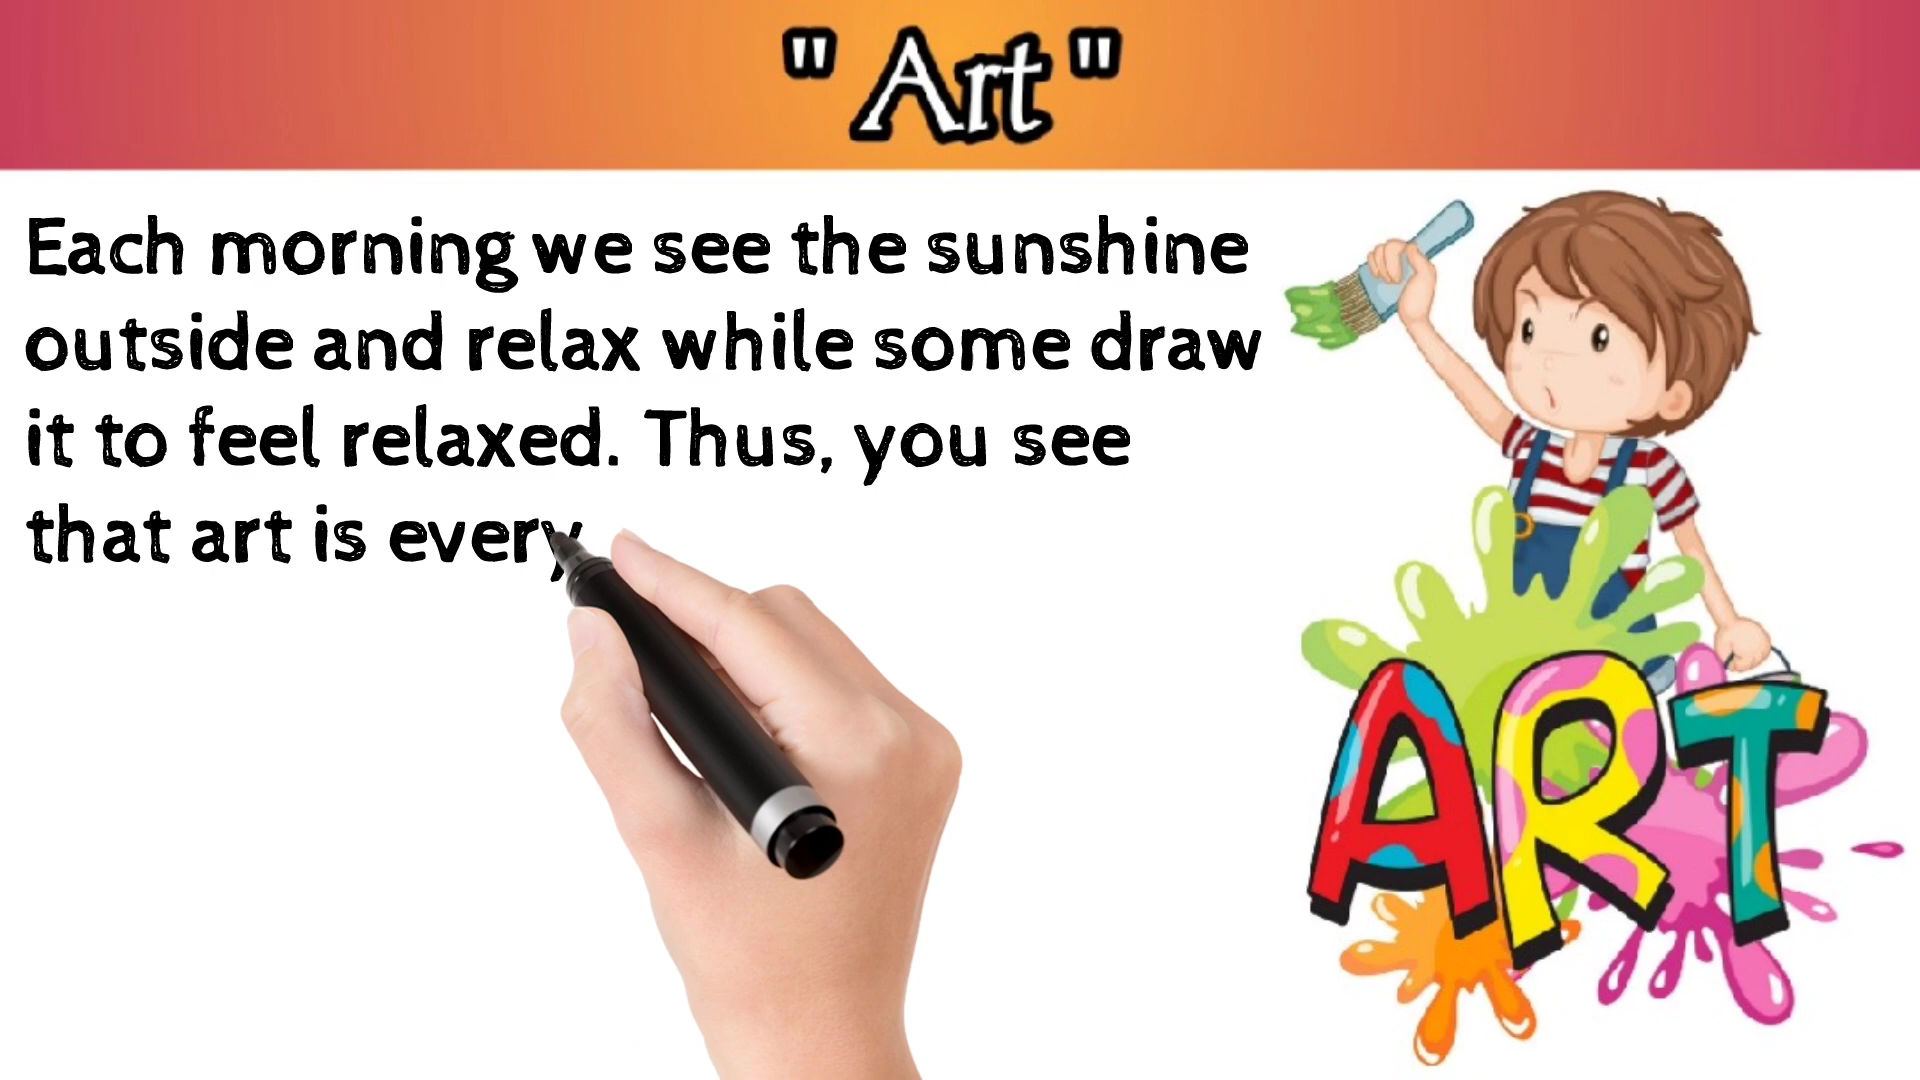 " Art "
Each morning we see the sunshine
outside and relax while some draw
it to feel relaxed. Thus, you see
that art is every
ART